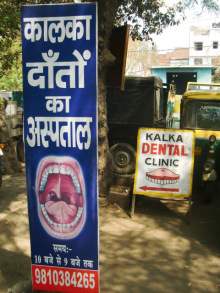 कालका
दाँतों
का
अस्पताल
समय:-
10 बजे से 9 बजे तक
9810384265
KALKA
DENTAL
CLINIC